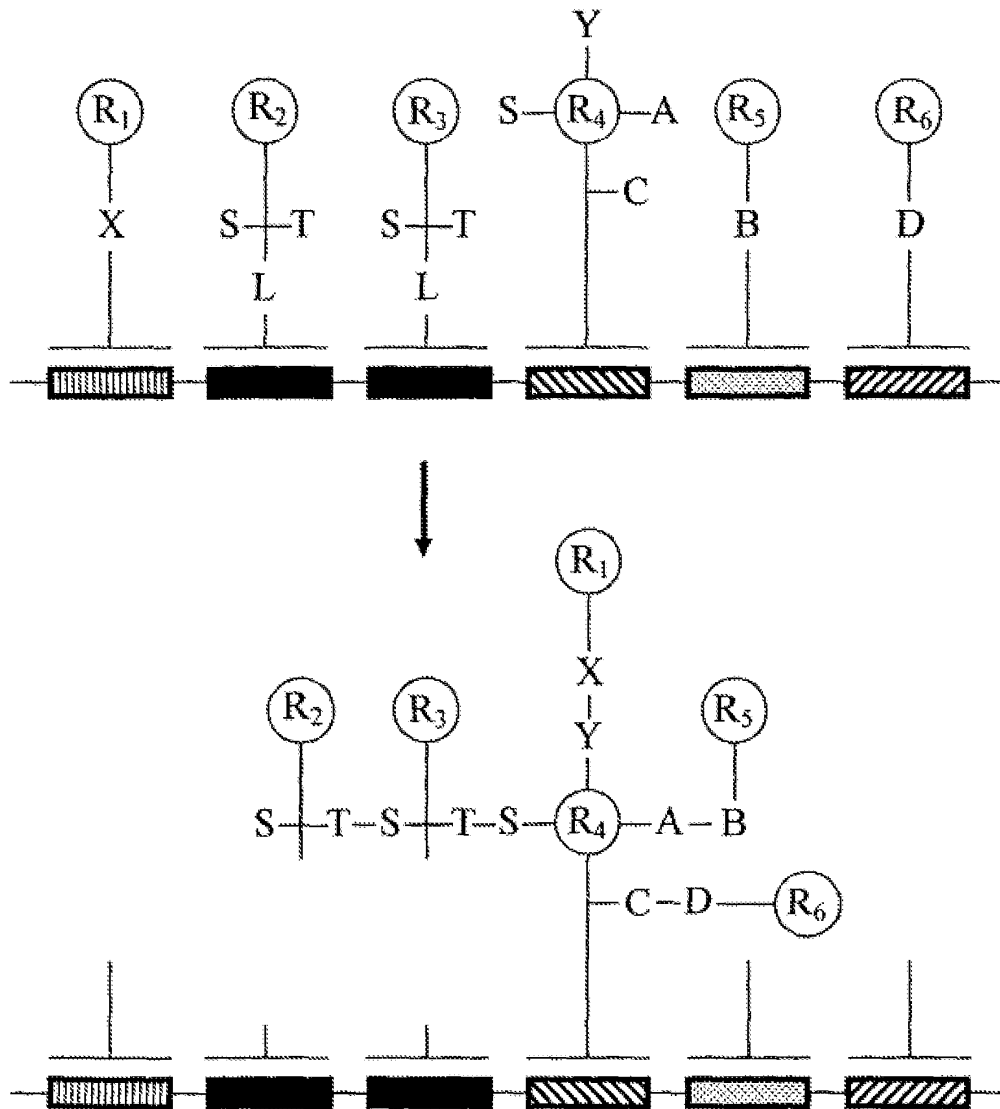 Y
R₁ R₂ R₃ S R₄ A R₅ R₆
C
X S T S T B D
L L
R₁
X
R₂ R₃ R₅
Y
S T S T S R₄ A B
C D R₆